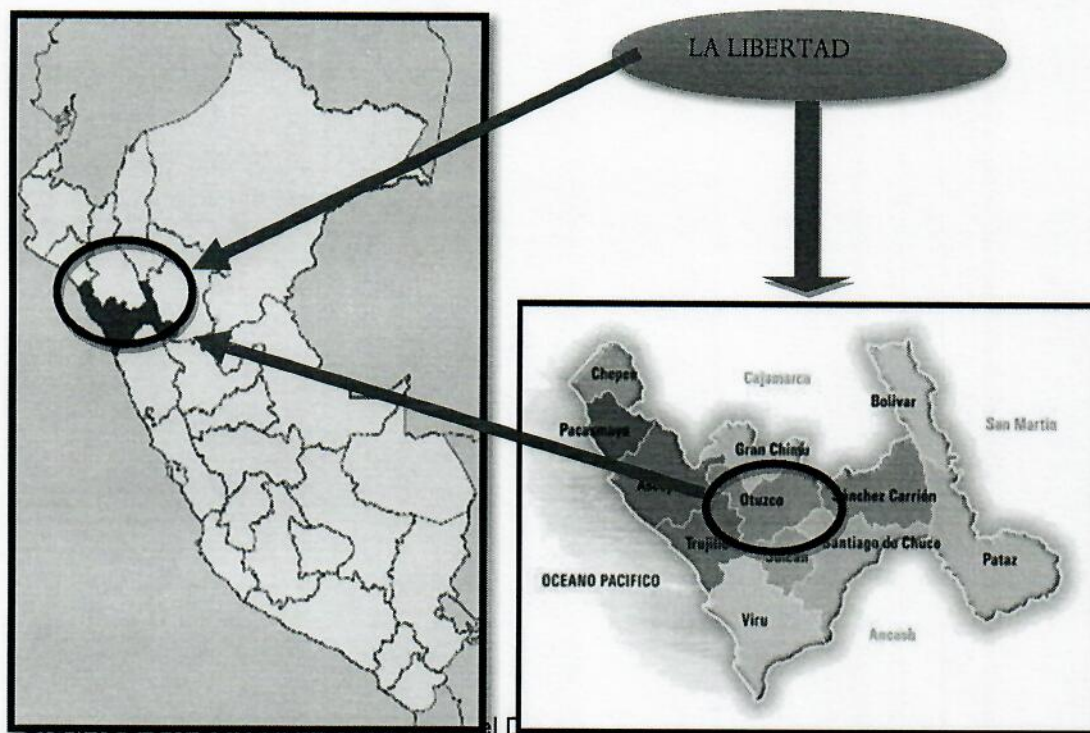 LA LIBERTAD
Chepen
Cajamarca
Bolivar
San Martin
Pacasmayo
Gran Chimu
Otuzco
Sánchez Carrión
Trujillo
Santiago de Chuco
Pataz
OCEANO PACIFICO
Viru
Ancash
el